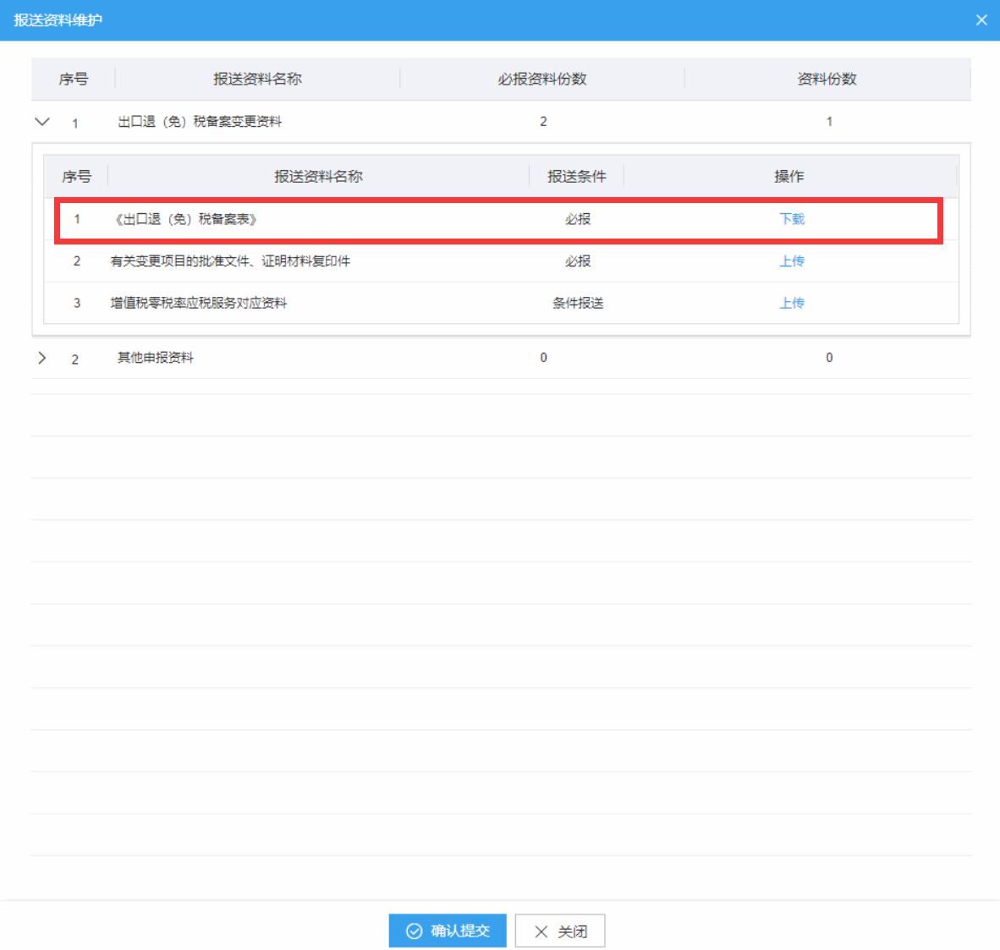 报送资料维护
序号 报送资料名称 必报资料份数 资料份数
1 出口退（免）税备案变更资料 2 1
序号 报送资料名称 报送条件 操作
1 《出口退（免）税备案表》 必报 下载
2 有关变更项目的批准文件、证明材料复印件 必报 上传
3 增值税零税率应税服务对应资料 条件报送 上传
2 其他申报资料 0 0
确认提交 关闭